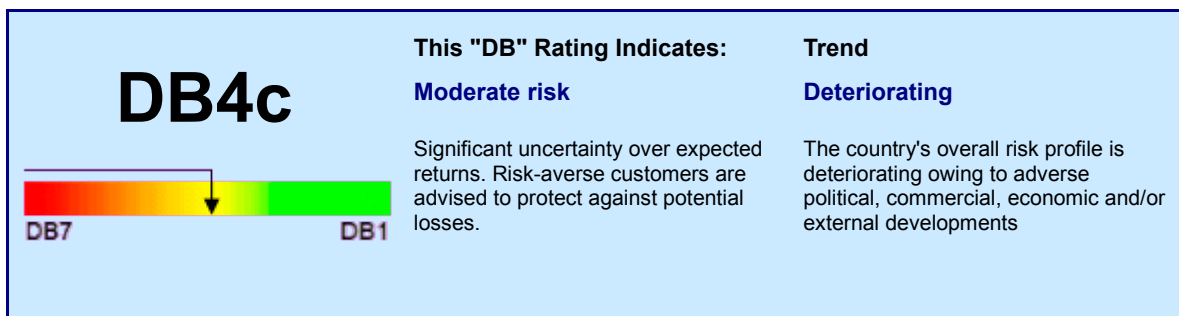 DB4c
DB7
DB1
This "DB" Rating Indicates:
Moderate risk
Significant uncertainty over expected
returns. Risk-averse customers are
advised to protect against potential
losses.
Trend
Deteriorating
The country's overall risk profile is
deteriorating owing to adverse
political, commercial, economic and/or
external developments